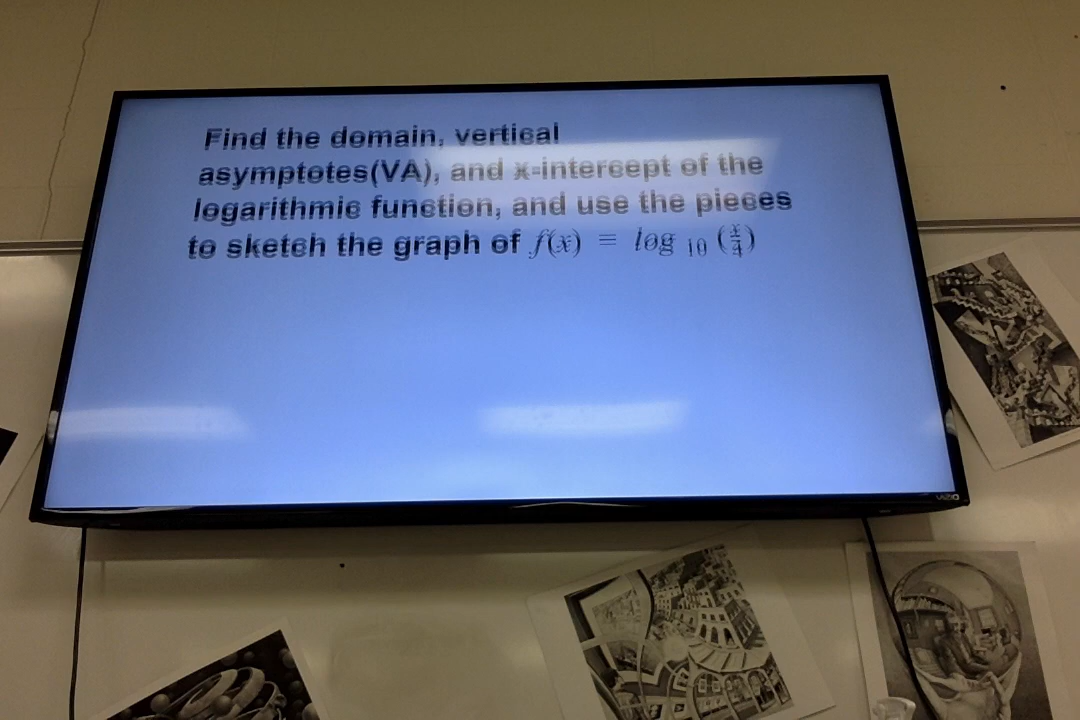 Find the domain, vertical
asymptotes(VA), and x-intercept of the
logarithmic function, and use the pieces
to sketch the graph of f(x) = log 10 (x/4)
VIZIO